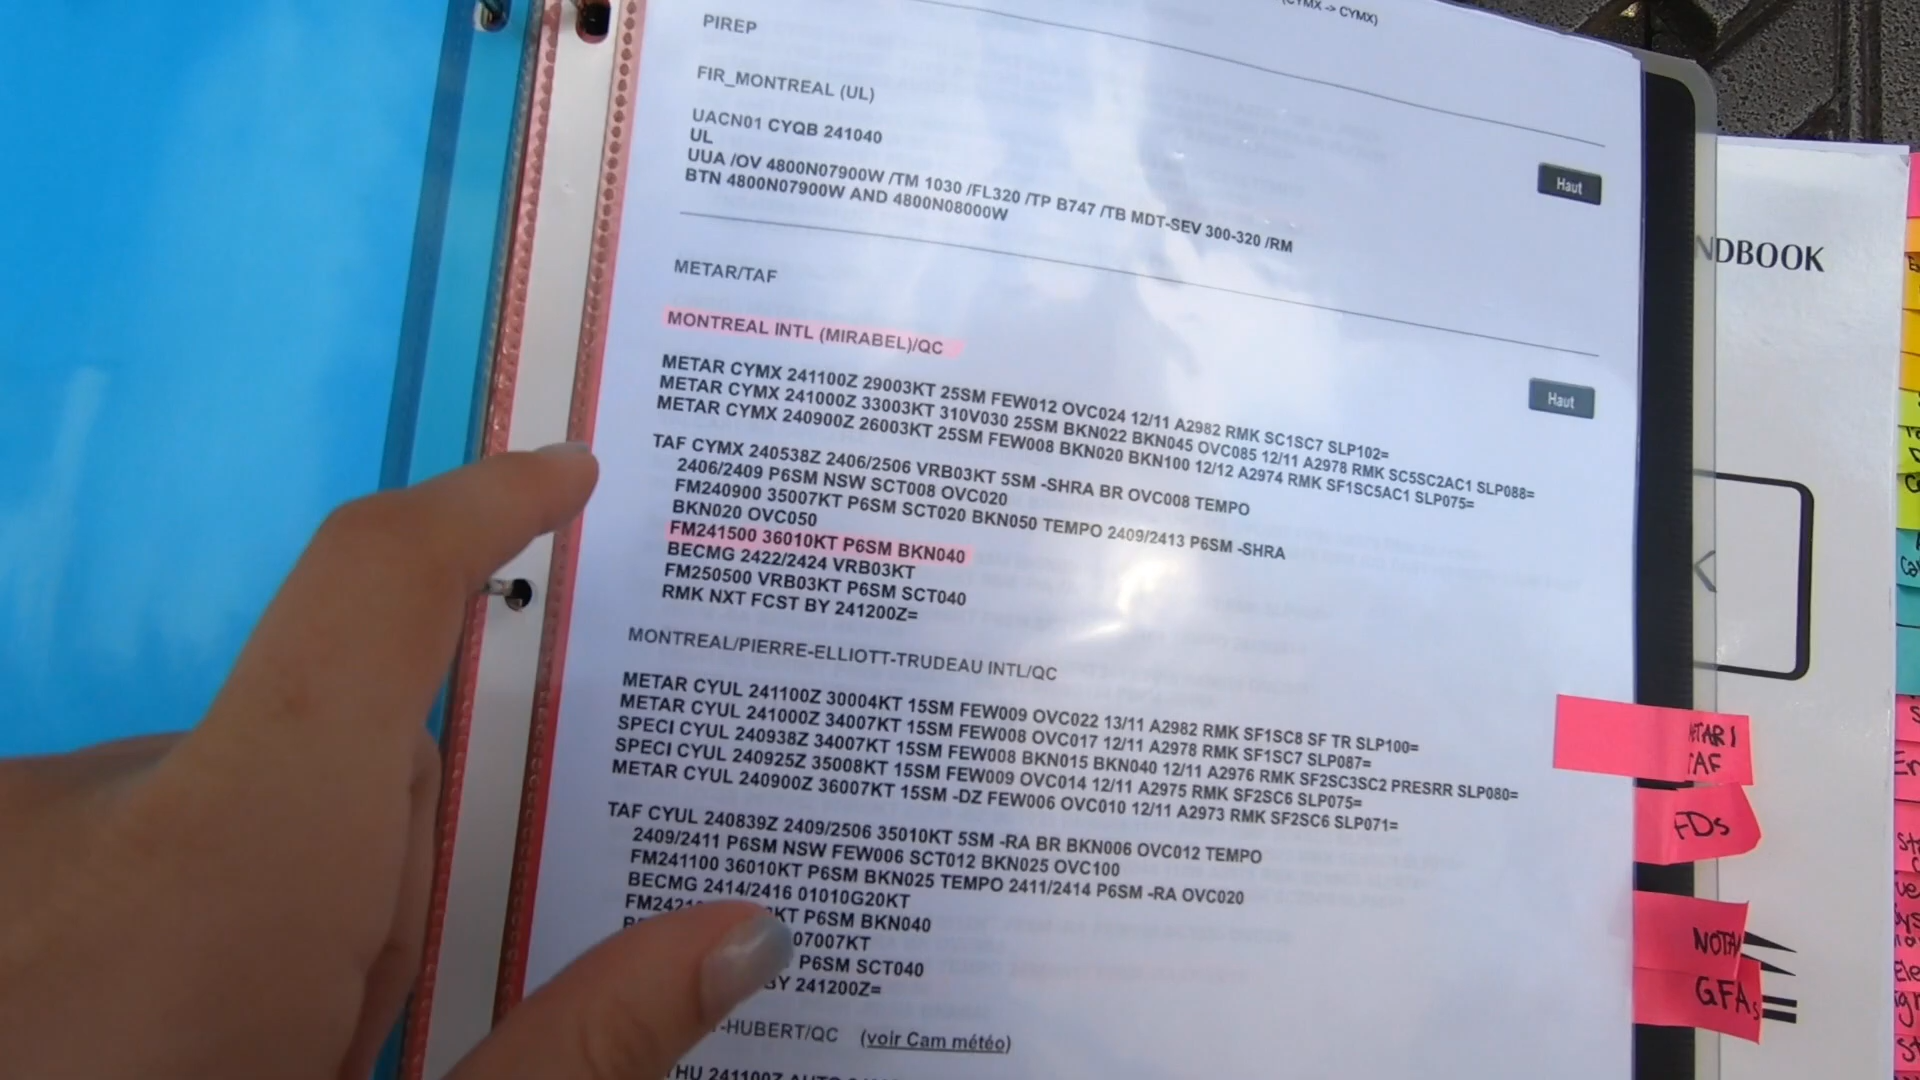 (CYMX -> CYMX)
PIREP
FIR_MONTREAL (UL)
UACN01 CYQB 241040
UL
UUA /OV 4800N07900W /TM 1030 /FL320 /TP B747 /TB MDT-SEV 300-320 /RM
BTN 4800N07900W AND 4800N08000W
Haut
METAR/TAF
MONTREAL INTL (MIRABEL)/QC
Haut
METAR CYMX 241100Z 29003KT 25SM FEW012 OVC024 12/11 A2982 RMK SC1SC7 SLP102=
METAR CYMX 241000Z 33003KT 310V030 25SM BKN022 BKN045 OVC085 12/11 A2978 RMK SC5SC2AC1 SLP088=
METAR CYMX 240900Z 26003KT 25SM FEW008 BKN020 BKN100 12/12 A2974 RMK SF1SC5AC1 SLP075=
TAF CYMX 240538Z 2406/2506 VRB03KT 5SM -SHRA BR OVC008 TEMPO
2406/2409 P6SM NSW SCT008 OVC020
FM240900 35007KT P6SM SCT020 BKN050 TEMPO 2409/2413 P6SM -SHRA
BKN020 OVC050
FM241500 36010KT P6SM BKN040
BECMG 2422/2424 VRB03KT
FM250500 VRB03KT P6SM SCT040
RMK NXT FCST BY 241200Z=
MONTREAL/PIERRE-ELLIOTT-TRUDEAU INTL/QC
METAR CYUL 241100Z 30004KT 15SM FEW009 OVC022 13/11 A2982 RMK SF1SC8 SF TR SLP100=
METAR CYUL 241000Z 34007KT 15SM FEW008 OVC017 12/11 A2978 RMK SF1SC7 SLP087=
SPECI CYUL 240938Z 34007KT 15SM FEW008 BKN015 BKN040 12/11 A2976 RMK SF2SC3SC2 PRESRR SLP080=
SPECI CYUL 240925Z 35008KT 15SM FEW009 OVC014 12/11 A2975 RMK SF2SC6 SLP075=
METAR CYUL 240900Z 36007KT 15SM -DZ FEW006 OVC010 12/11 A2973 RMK SF2SC6 SLP071=
TAF CYUL 240839Z 2409/2506 35010KT 5SM -RA BR BKN006 OVC012 TEMPO
2409/2411 P6SM NSW FEW006 SCT012 BKN025 OVC100
FM241100 36010KT P6SM BKN025 TEMPO 2411/2414 P6SM -RA OVC020
BECMG 2414/2416 01010G20KT
KT P6SM BKN040
07007KT
P6SM SCT040
BY 241200Z=
-HUBERT/QC (voir Cam météo)
HU 241100Z AUTO
NDBOOK
METAR/
TAF
FDs
NOTAM
GFAs